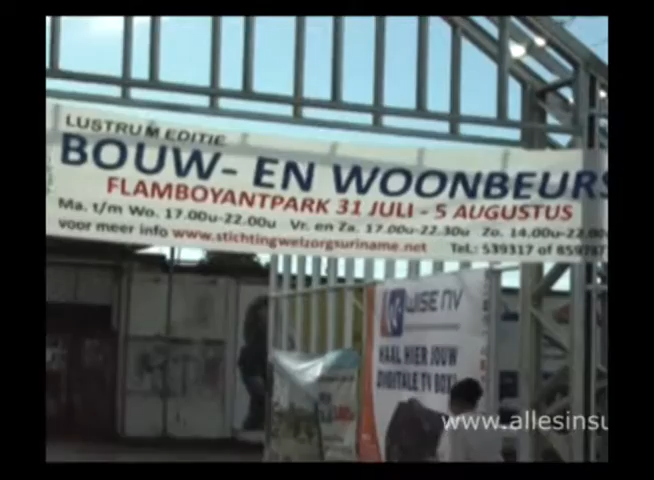 LUSTRUM EDITIE
BOUW- EN WOONBEURS
FLAMBOYANTPARK 31 JULI - 5 AUGUSTUS
Ma. t/m Wo. 17.00u-22.00u Vr. en Za. 17.00u-22.30u Zo. 14.00u-22.00
voor meer info www.stichtingwelzorgsuriname.net Tel.: 539317 of
WISE NV
HAAL HIER JOUW
DIGITALE TV BOX!
www.allesinsu